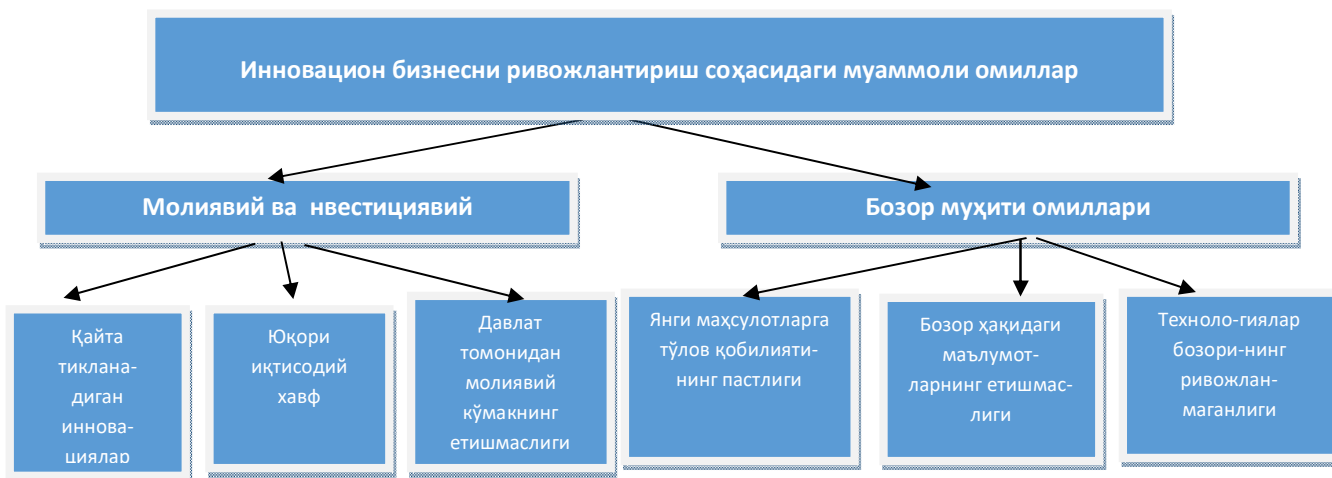 Инновацион бизнесни ривожлантириш соҳасидаги муаммоли омиллар
Молиявий ва нвестициявий
Бозор муҳити омиллари
Қайта
тиклана-
диган
иннова-
циялар
Юқори
иқтисодий
хавф
Давлат
томонидан
молиявий
кўмакнинг
етишмаслиги
Янги маҳсулотларга
тўлов қобилияти-
нинг пастлиги
Бозор ҳақидаги
маълумот-
ларнинг етишмас-
лиги
Техноло-гиялар
бозори-нинг
ривожлан-
маганлиги